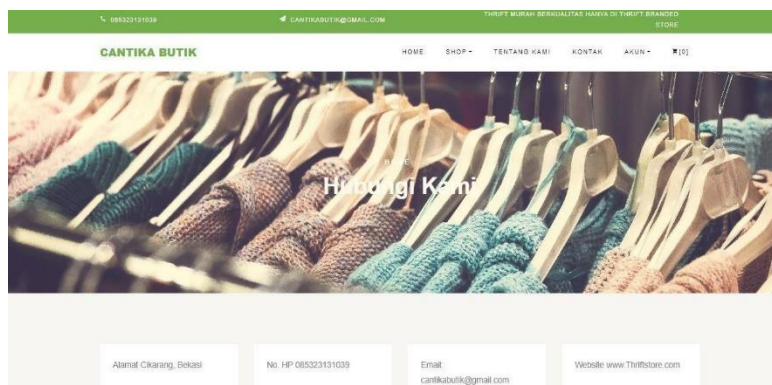 085323131039
CANTIKABUTIK@GMAIL.COM
THRIFT MURAH BERKUALITAS HANYA DI THRIFT BRANDED
STORE
CANTIKA BUTIK
HOME SHOP TENTANG KAMI KONTAK AKUN [0]
HOME
Hubungi Kami
Alamat Cikarang, Bekasi
No. HP 085323131039
Email:
cantikabutik@gmail.com
Website www.Thriftstore.com